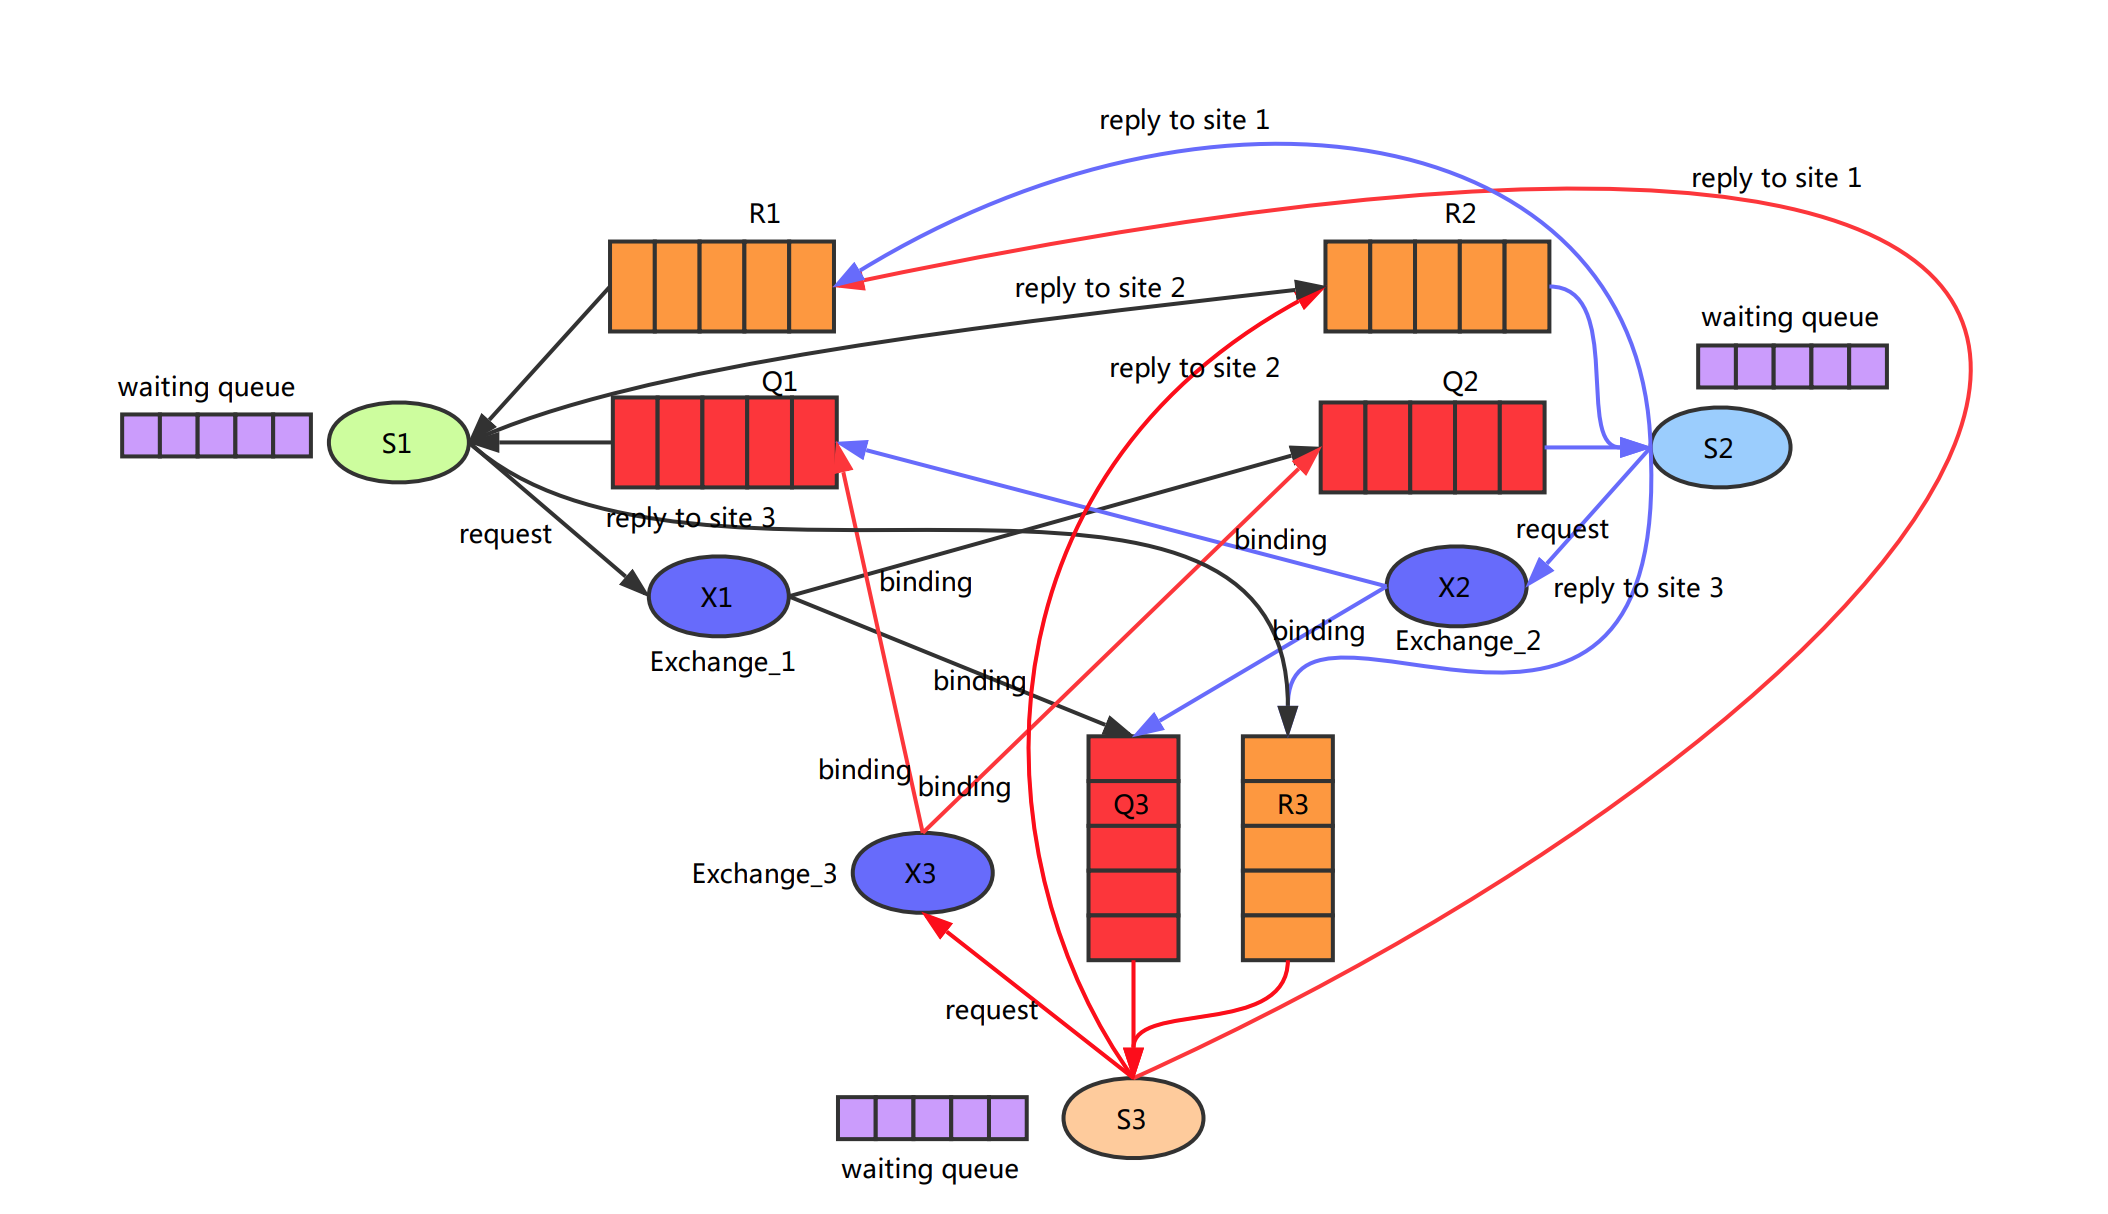 reply to site 1
reply to site 1
R1
R2
reply to site 2
waiting queue
reply to site 2
waiting queue
Q1
Q2
S1
S2
reply to site 3
request
request
binding
binding
X1
X2
reply to site 3
binding
Exchange_1
Exchange_2
binding
binding
binding
Q3
R3
Exchange_3
X3
request
S3
waiting queue